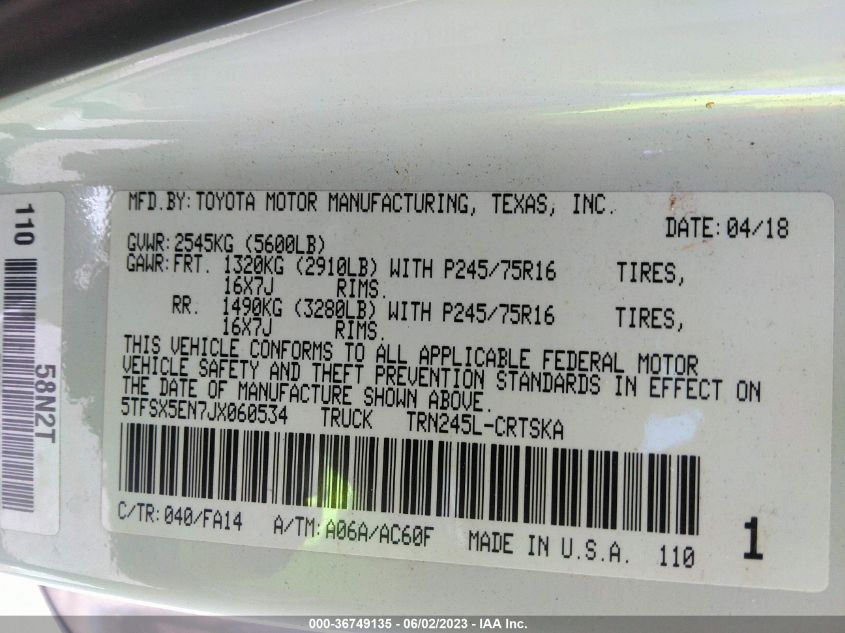 MFD.BY:TOYOTA MOTOR MANUFACTURING, TEXAS, INC.
DATE:04/18
GVWR:2545KG (5600LB)
GAWR:FRT. 1320KG (2910LB) WITH P245/75R16 TIRES,
16X7J RIMS.
RR. 1490KG (3280LB) WITH P245/75R16 TIRES,
16X7J RIMS.
THIS VEHICLE CONFORMS TO ALL APPLICABLE FEDERAL MOTOR
VEHICLE SAFETY AND THEFT PREVENTION STANDARDS IN EFFECT ON
THE DATE OF MANUFACTURE SHOWN ABOVE.
5TFSX5EN7JX060534 TRUCK TRN245L-CRTSKA
C/TR:040/FA14 A/TM:A06A/AC60F MADE IN U.S.A. 110 1
110
58N2T
000-36749135 - 06/02/2023 - IAA Inc.